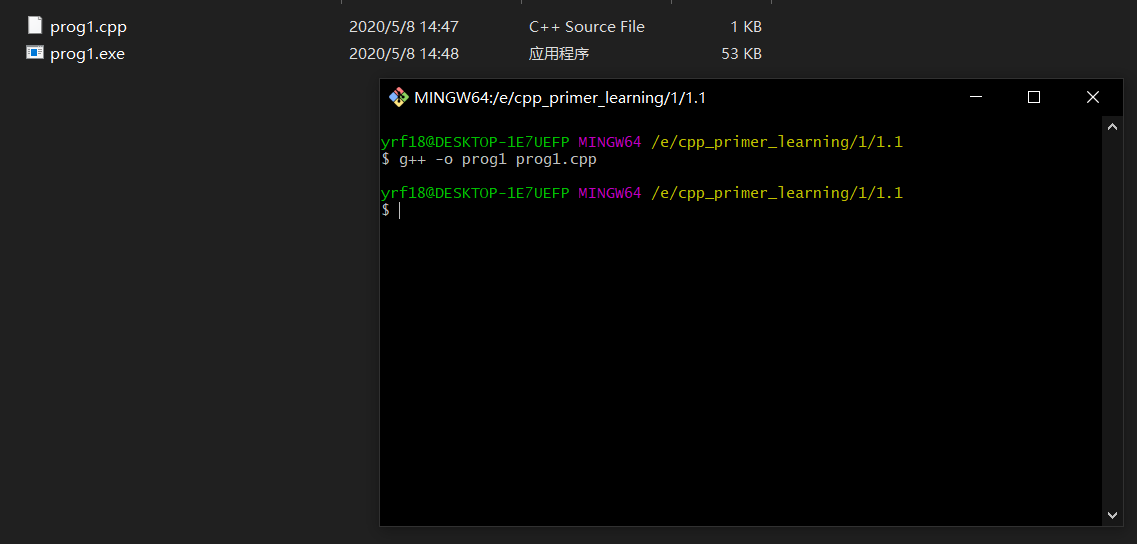 prog1.cpp 2020/5/8 14:47 C++ Source File 1 KB
prog1.exe 2020/5/8 14:48 应用程序 53 KB
MINGW64:/e/cpp_primer_learning/1/1.1
yrf18@DESKTOP-1E7UEFP MINGW64 /e/cpp_primer_learning/1/1.1
$ g++ -o prog1 prog1.cpp
yrf18@DESKTOP-1E7UEFP MINGW64 /e/cpp_primer_learning/1/1.1
$